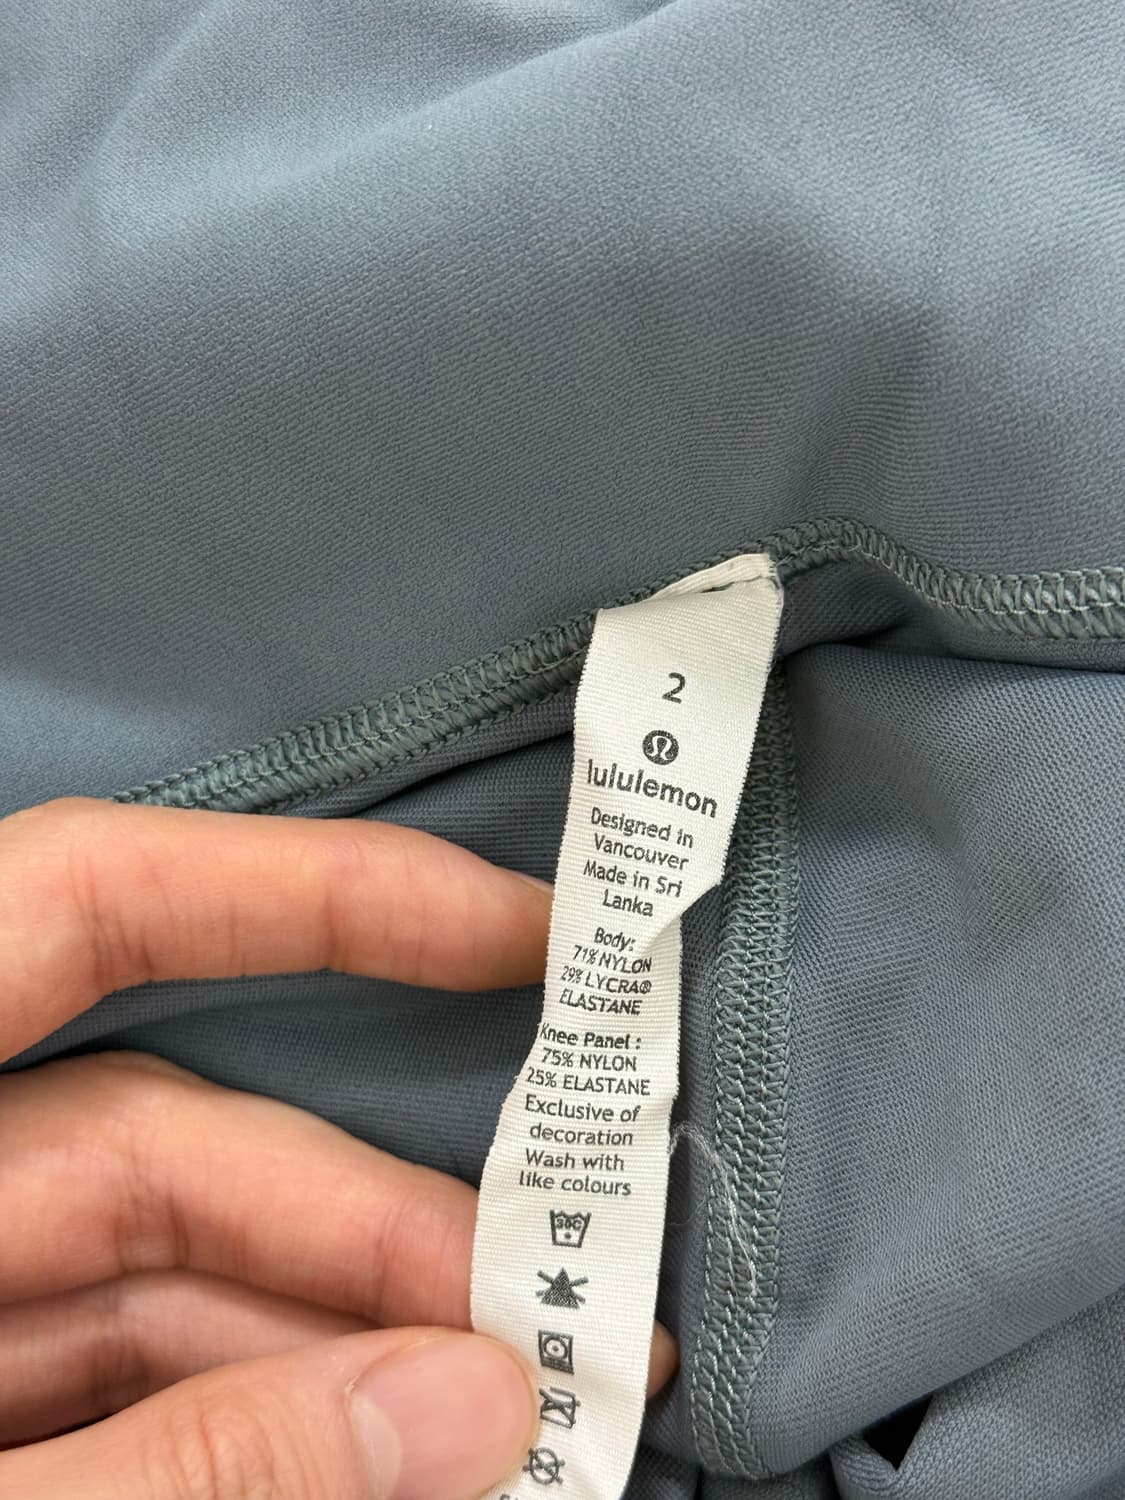 2
lululemon
Designed in
Vancouver
Made in Sri
Lanka
Body:
71% NYLON
29% LYCRA®
ELASTANE
Knee Panel :
75% NYLON
25% ELASTANE
Exclusive of
decoration
Wash with
like colours
30C